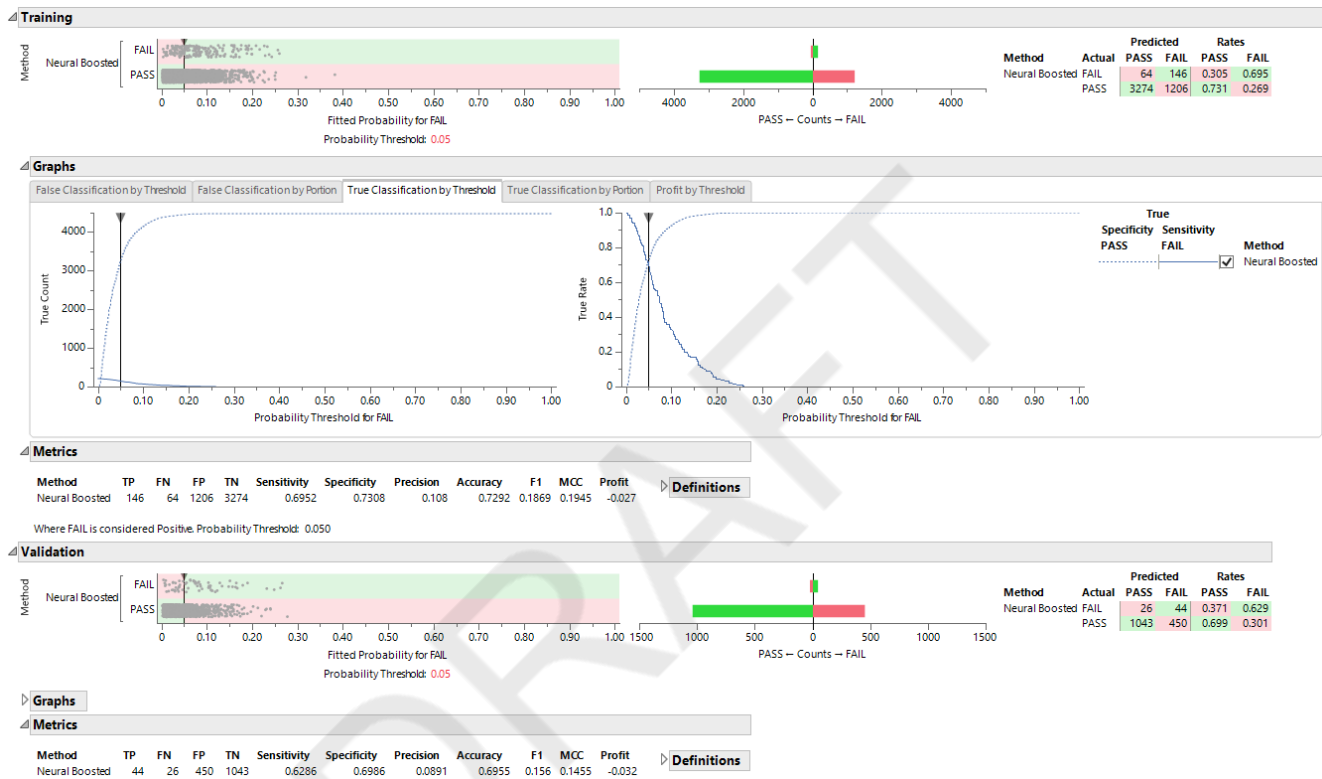 Training
Method
Neural Boosted
FAIL
PASS
0.00 0.10 0.20 0.30 0.40 0.50 0.60 0.70 0.80 0.90 1.00
Fitted Probability for FAIL
Probability Threshold: 0.05
4000 2000 0 2000 4000
PASS ← Counts → FAIL
Predicted Rates
Method Actual PASS FAIL PASS FAIL
Neural Boosted FAIL 64 146 0.305 0.695
PASS 3274 1206 0.731 0.269
Graphs
False Classification by Threshold False Classification by Portion True Classification by Threshold True Classification by Portion Profit by Threshold
True Count
4000
3000
2000
1000
0
0 0.10 0.20 0.30 0.40 0.50 0.60 0.70 0.80 0.90 1.00
Probability Threshold for FAIL
True Rate
1.0
0.8
0.6
0.4
0.2
0
0 0.10 0.20 0.30 0.40 0.50 0.60 0.70 0.80 0.90 1.00
Probability Threshold for FAIL
True
Specificity Sensitivity
PASS FAIL Method
Neural Boosted
Metrics
Method TP FN FP TN Sensitivity Specificity Precision Accuracy F1 MCC Profit
Neural Boosted 146 64 1206 3274 0.6952 0.7308 0.108 0.7292 0.1869 0.1945 -0.027
Definitions
Where FAIL is considered Positive. Probability Threshold: 0.050
Validation
Method
Neural Boosted
FAIL
PASS
0.00 0.10 0.20 0.30 0.40 0.50 0.60 0.70 0.80 0.90 1.00
Fitted Probability for FAIL
Probability Threshold: 0.05
1500 1000 500 0 500 1000 1500
PASS ← Counts → FAIL
Predicted Rates
Method Actual PASS FAIL PASS FAIL
Neural Boosted FAIL 26 44 0.371 0.629
PASS 1043 450 0.699 0.301
Graphs
Metrics
Method TP FN FP TN Sensitivity Specificity Precision Accuracy F1 MCC Profit
Neural Boosted 44 26 450 1043 0.6286 0.6986 0.0891 0.6955 0.156 0.1455 -0.032
Definitions
DRAFT